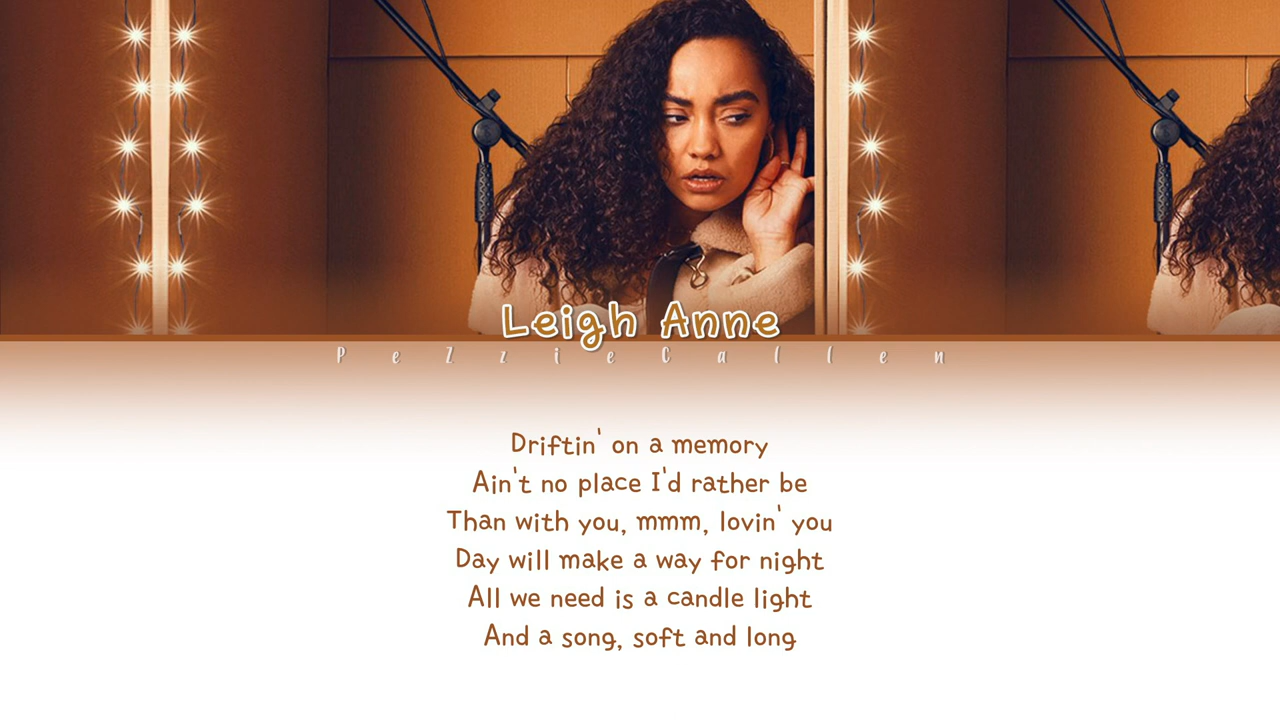 Leigh Anne
PeZzieCallen
Driftin' on a memory
Ain't no place I'd rather be
Than with you, mmm, lovin' you
Day will make a way for night
All we need is a candle light
And a song, soft and long